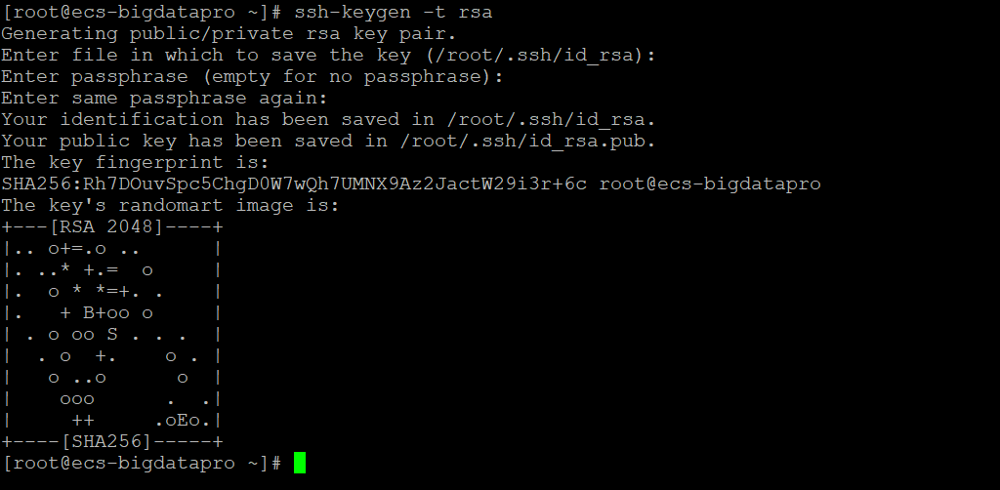 [root@ecs-bigdatapro ~]# ssh-keygen -t rsa
Generating public/private rsa key pair.
Enter file in which to save the key (/root/.ssh/id_rsa):
Enter passphrase (empty for no passphrase):
Enter same passphrase again:
Your identification has been saved in /root/.ssh/id_rsa.
Your public key has been saved in /root/.ssh/id_rsa.pub.
The key fingerprint is:
SHA256:Rh7DOuvSpc5ChgD0W7wQh7UMNX9Az2JactW29i3r+6c root@ecs-bigdatapro
The key's randomart image is:
+---[RSA 2048]----+
|.. o+=.o ..      |
|. ..* +.=  o     |
|.  o * *=+. .    |
|.   + B+oo o     |
| . o oo S . . .  |
|  . o  +.    o . |
|   o ..o      o  |
|    ooo      .  .|
|     ++     .oEo.|
+----[SHA256]-----+
[root@ecs-bigdatapro ~]#